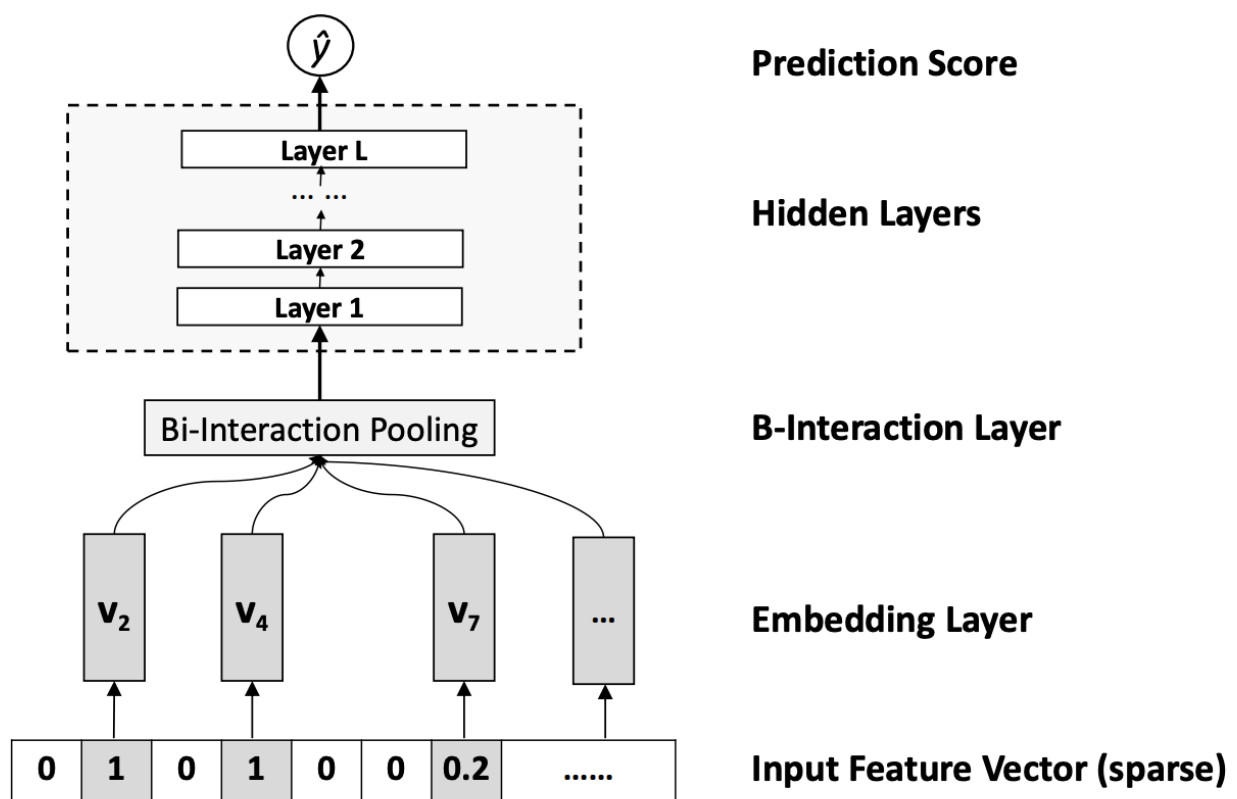 ŷ
Prediction Score
Layer L
... ...
Hidden Layers
Layer 2
Layer 1
Bi-Interaction Pooling
B-Interaction Layer
v₂ v₄ v₇ ...
Embedding Layer
0 1 0 1 0 0 0.2 ......
Input Feature Vector (sparse)